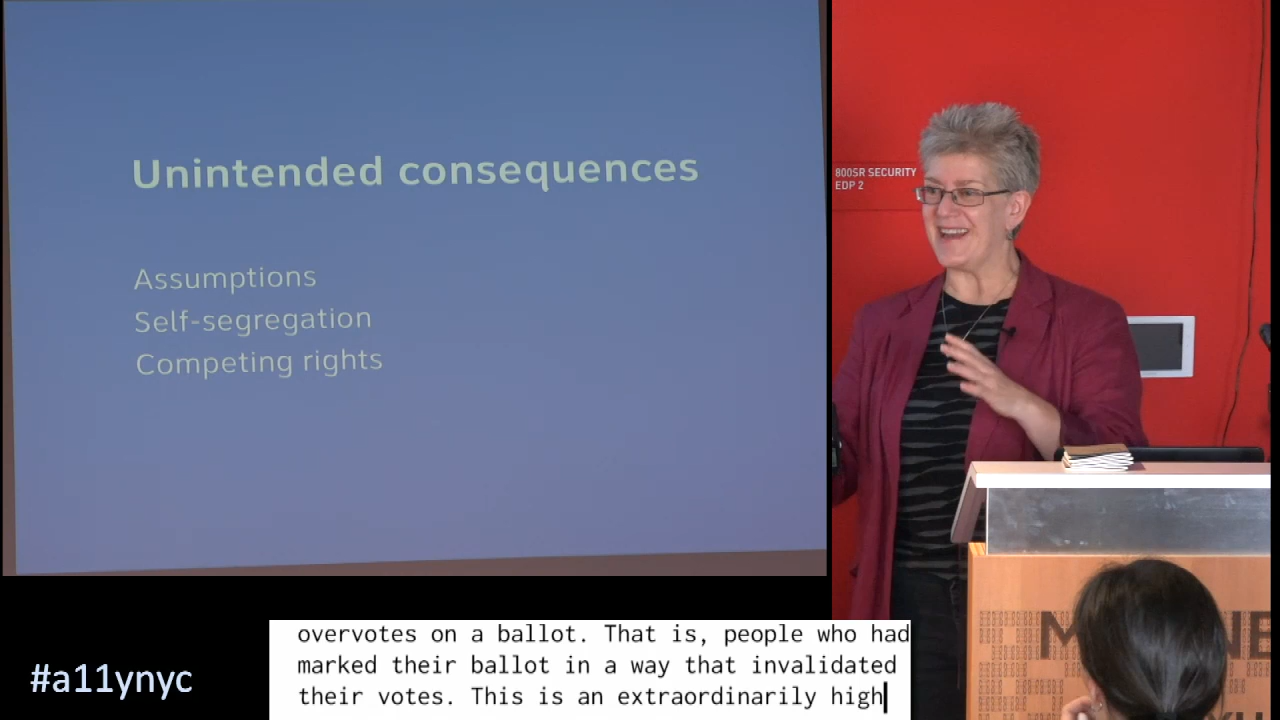 Unintended consequences
Assumptions
Self-segregation
Competing rights
800SR SECURITY
EDP 2
#a11ynyc
overvotes on a ballot. That is, people who had
marked their ballot in a way that invalidated
their votes. This is an extraordinarily high